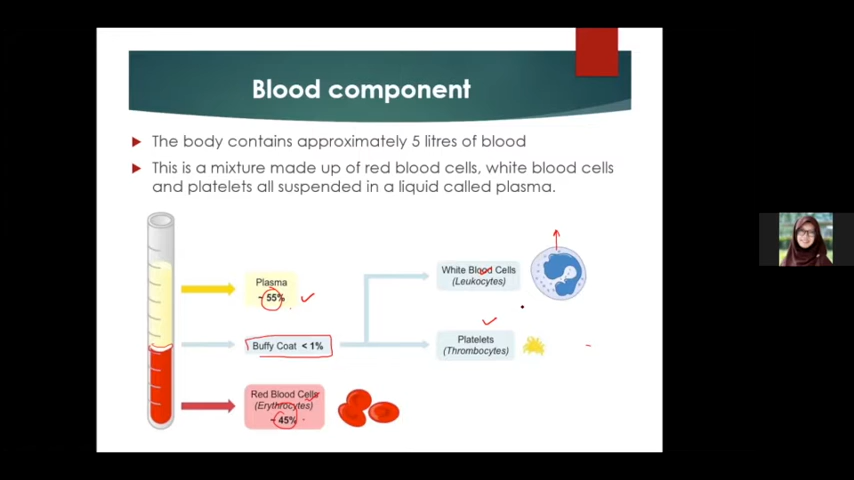 Blood component
The body contains approximately 5 litres of blood
This is a mixture made up of red blood cells, white blood cells
and platelets all suspended in a liquid called plasma.
Plasma
~ 55%
Buffy Coat < 1%
Red Blood Cells
(Erythrocytes)
~ 45%
White Blood Cells
(Leukocytes)
Platelets
(Thrombocytes)